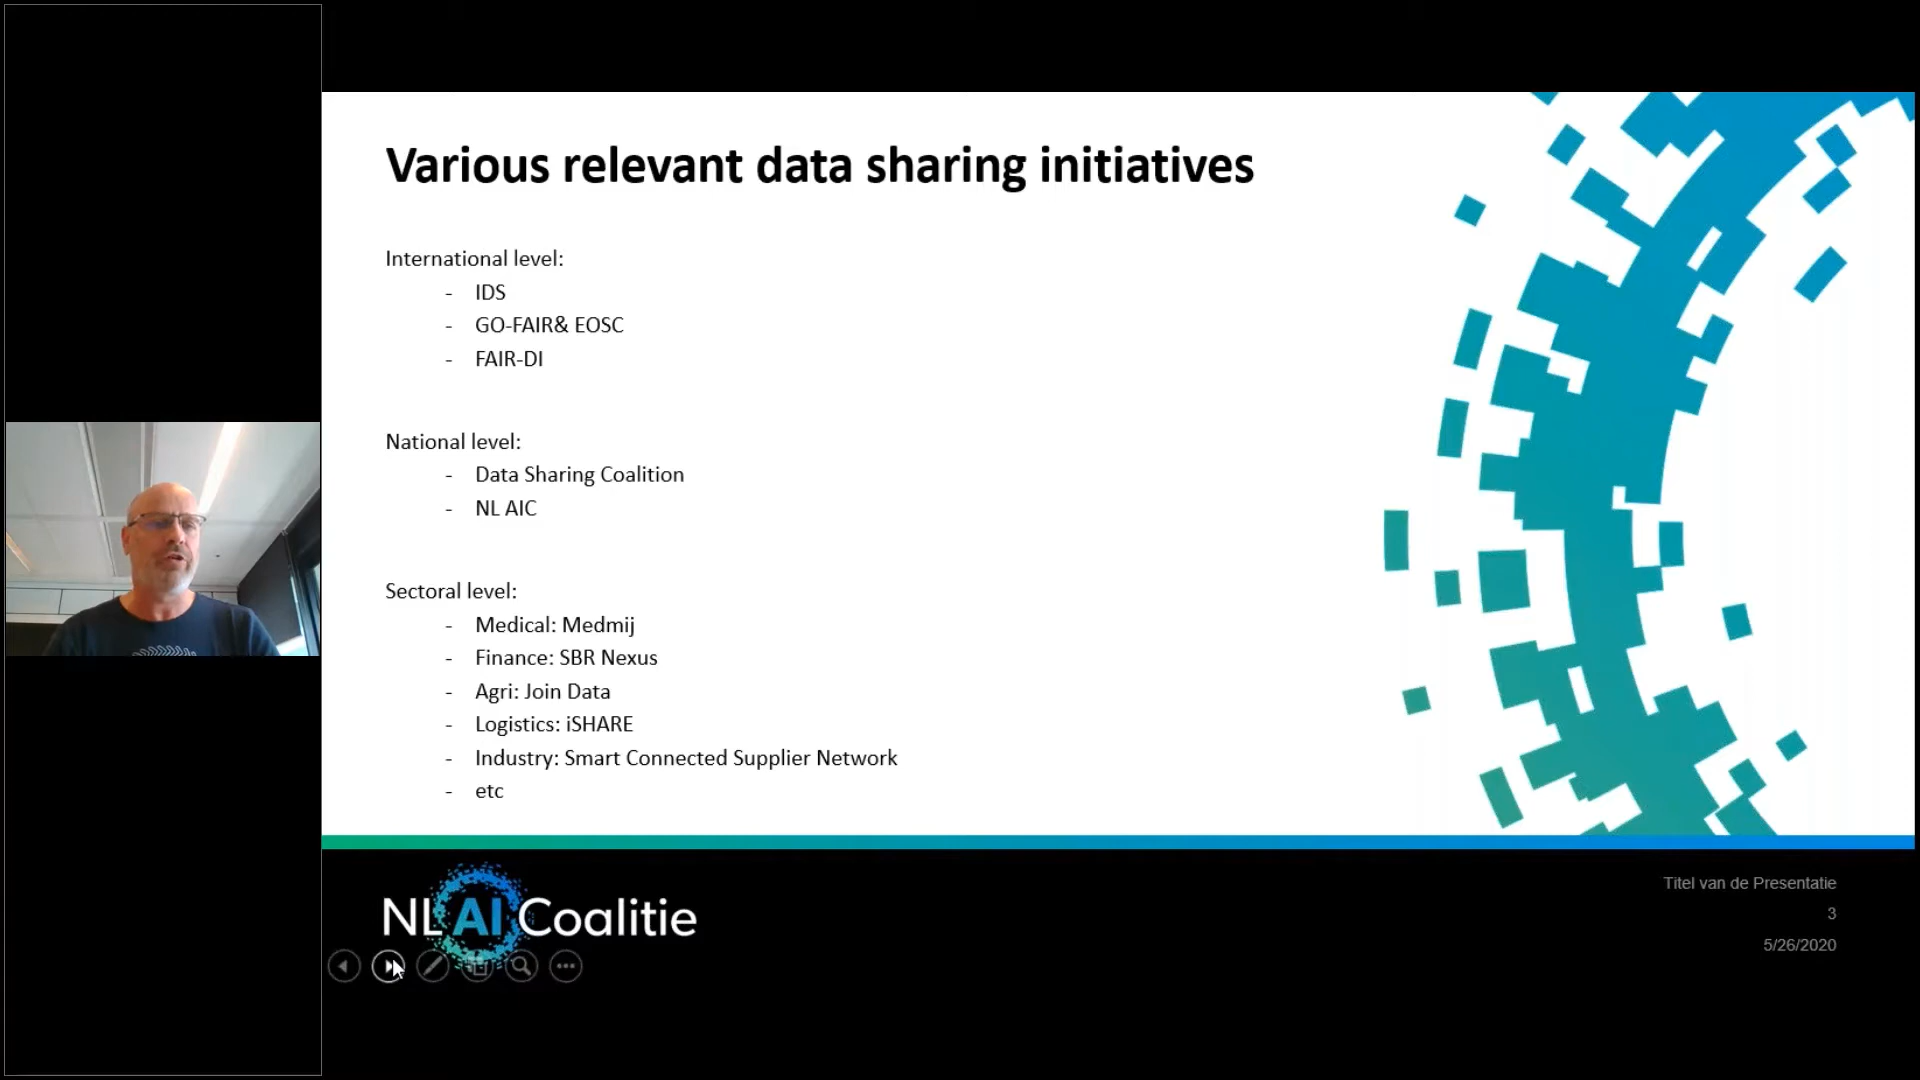 Various relevant data sharing initiatives
International level:
- IDS
- GO-FAIR& EOSC
- FAIR-DI
National level:
- Data Sharing Coalition
- NL AIC
Sectoral level:
- Medical: Medmij
- Finance: SBR Nexus
- Agri: Join Data
- Logistics: iSHARE
- Industry: Smart Connected Supplier Network
- etc
NL AI Coalitie
Titel van de Presentatie
3
5/26/2020